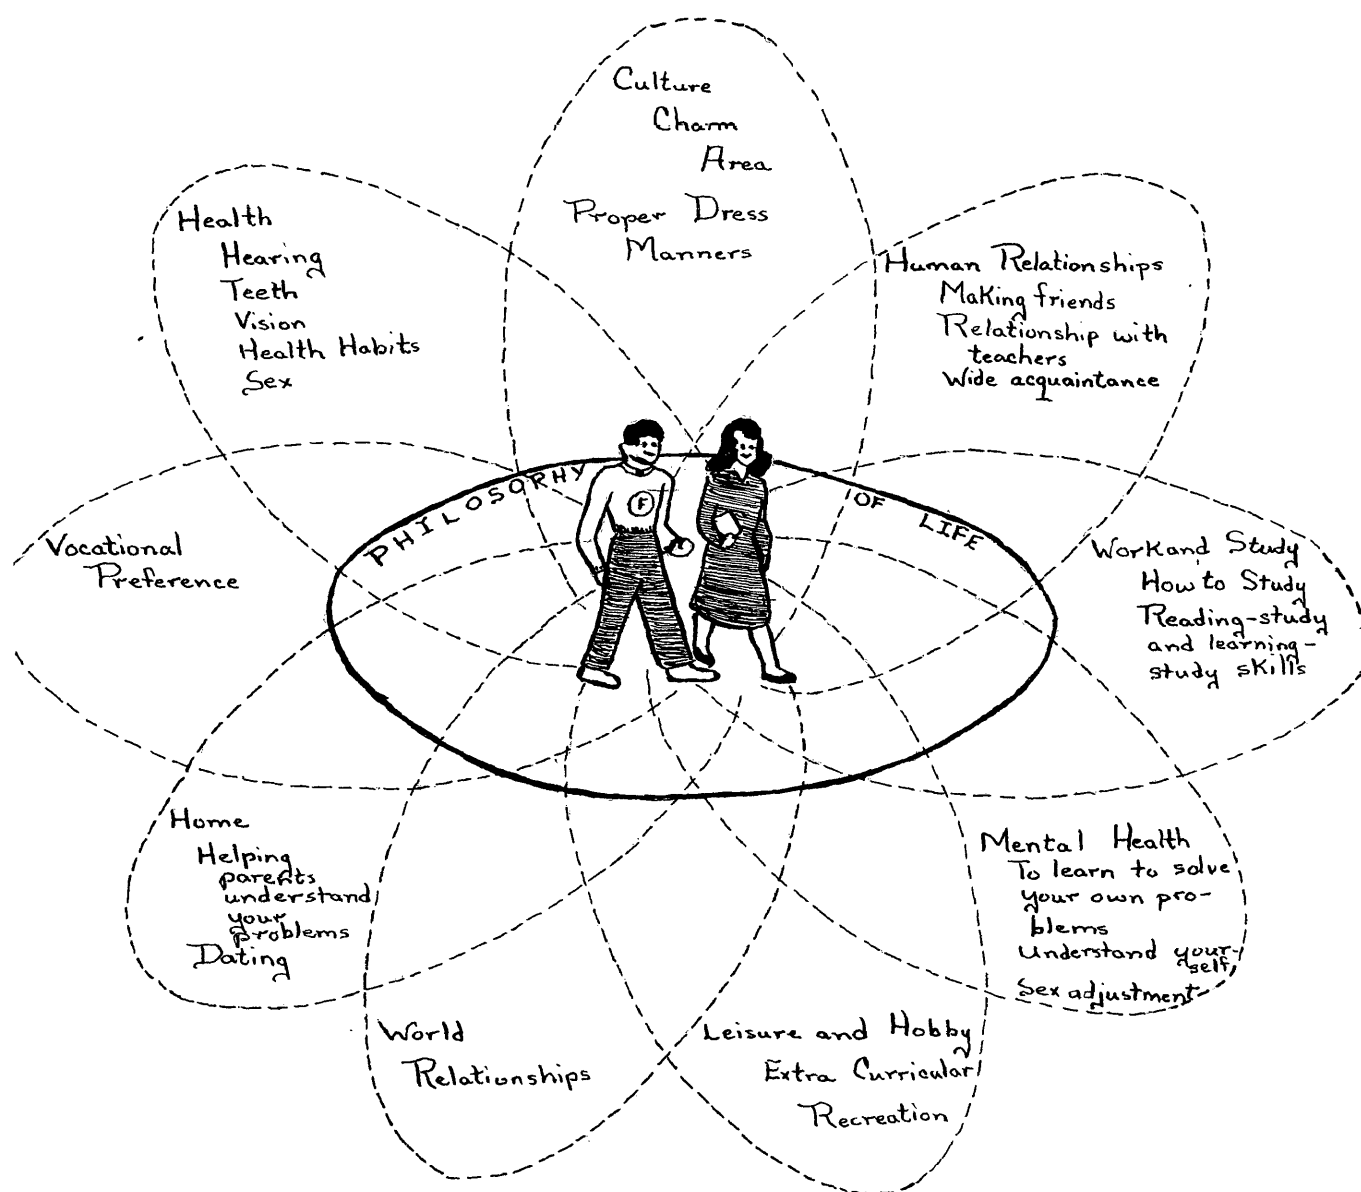 Culture
Charm
Area
Proper Dress
Manners
Health
Hearing
Teeth
Vision
Health Habits
Sex
Human Relationships
Making friends
Relationship with
teachers
Wide acquaintance
PHILOSOPHY OF LIFE
F
Vocational
Preference
Work and Study
How to Study
Reading-study
and learning-
study skills
Home
Helping
parents
understand
your
problems
Dating
Mental Health
To learn to solve
your own pro-
blems
Understand your-
self
Sex adjustment
World
Relationships
Leisure and Hobby
Extra Curricular
Recreation